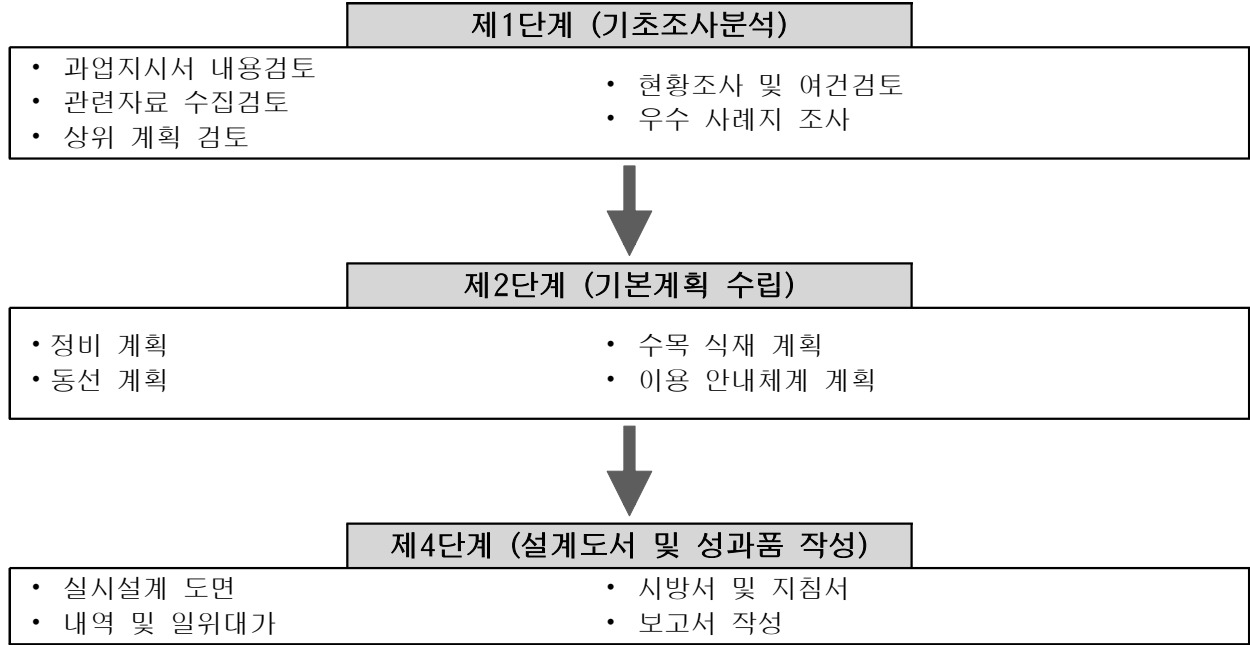 제1단계 (기초조사분석)
• 과업지시서 내용검토
• 관련자료 수집검토
• 상위 계획 검토
• 현황조사 및 여건검토
• 우수 사례지 조사
제2단계 (기본계획 수립)
•정비 계획
•동선 계획
• 수목 식재 계획
• 이용 안내체계 계획
제4단계 (설계도서 및 성과품 작성)
• 실시설계 도면
• 내역 및 일위대가
• 시방서 및 지침서
• 보고서 작성